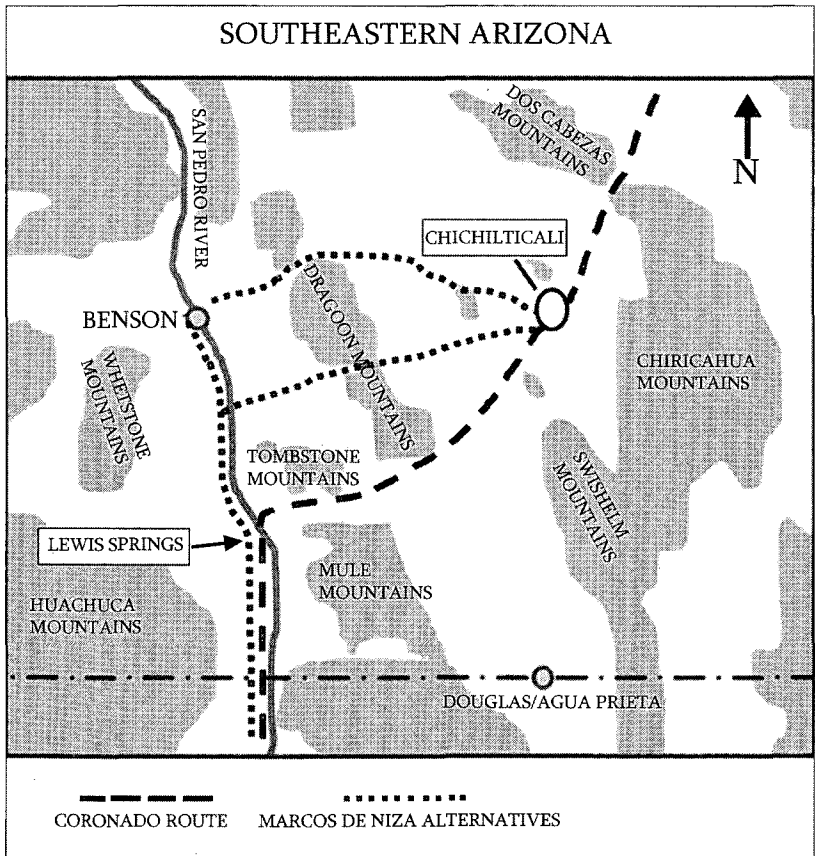 SOUTHEASTERN ARIZONA
SAN PEDRO RIVER
DOS CABEZAS
MOUNTAINS
N
CHICHILTICALI
BENSON
DRAGOON MOUNTAINS
WHETSTONE
MOUNTAINS
CHIRICAHUA
MOUNTAINS
TOMBSTONE
MOUNTAINS
SWISHELM
MOUNTAINS
LEWIS SPRINGS
MULE
MOUNTAINS
HUACHUCA
MOUNTAINS
DOUGLAS/AGUA PRIETA
CORONADO ROUTE
MARCOS DE NIZA ALTERNATIVES